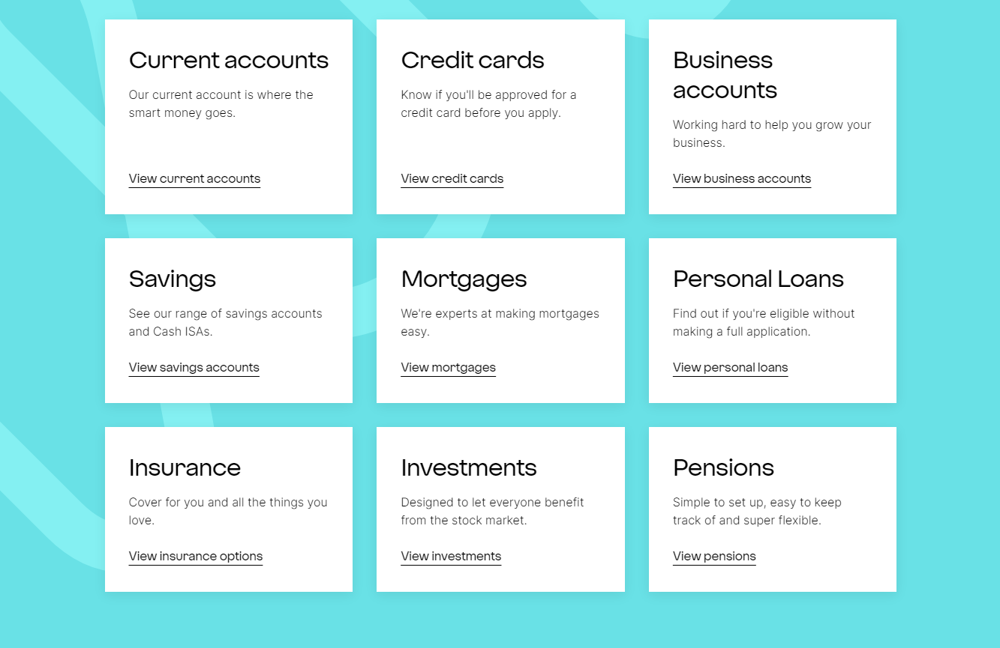 Current accounts
Our current account is where the
smart money goes.
View current accounts
Credit cards
Know if you'll be approved for a
credit card before you apply.
View credit cards
Business
accounts
Working hard to help you grow your
business.
View business accounts
Savings
See our range of savings accounts
and Cash ISAs.
View savings accounts
Mortgages
We're experts at making mortgages
easy.
View mortgages
Personal Loans
Find out if you're eligible without
making a full application.
View personal loans
Insurance
Cover for you and all the things you
love.
View insurance options
Investments
Designed to let everyone benefit
from the stock market.
View investments
Pensions
Simple to set up, easy to keep
track of and super flexible.
View pensions